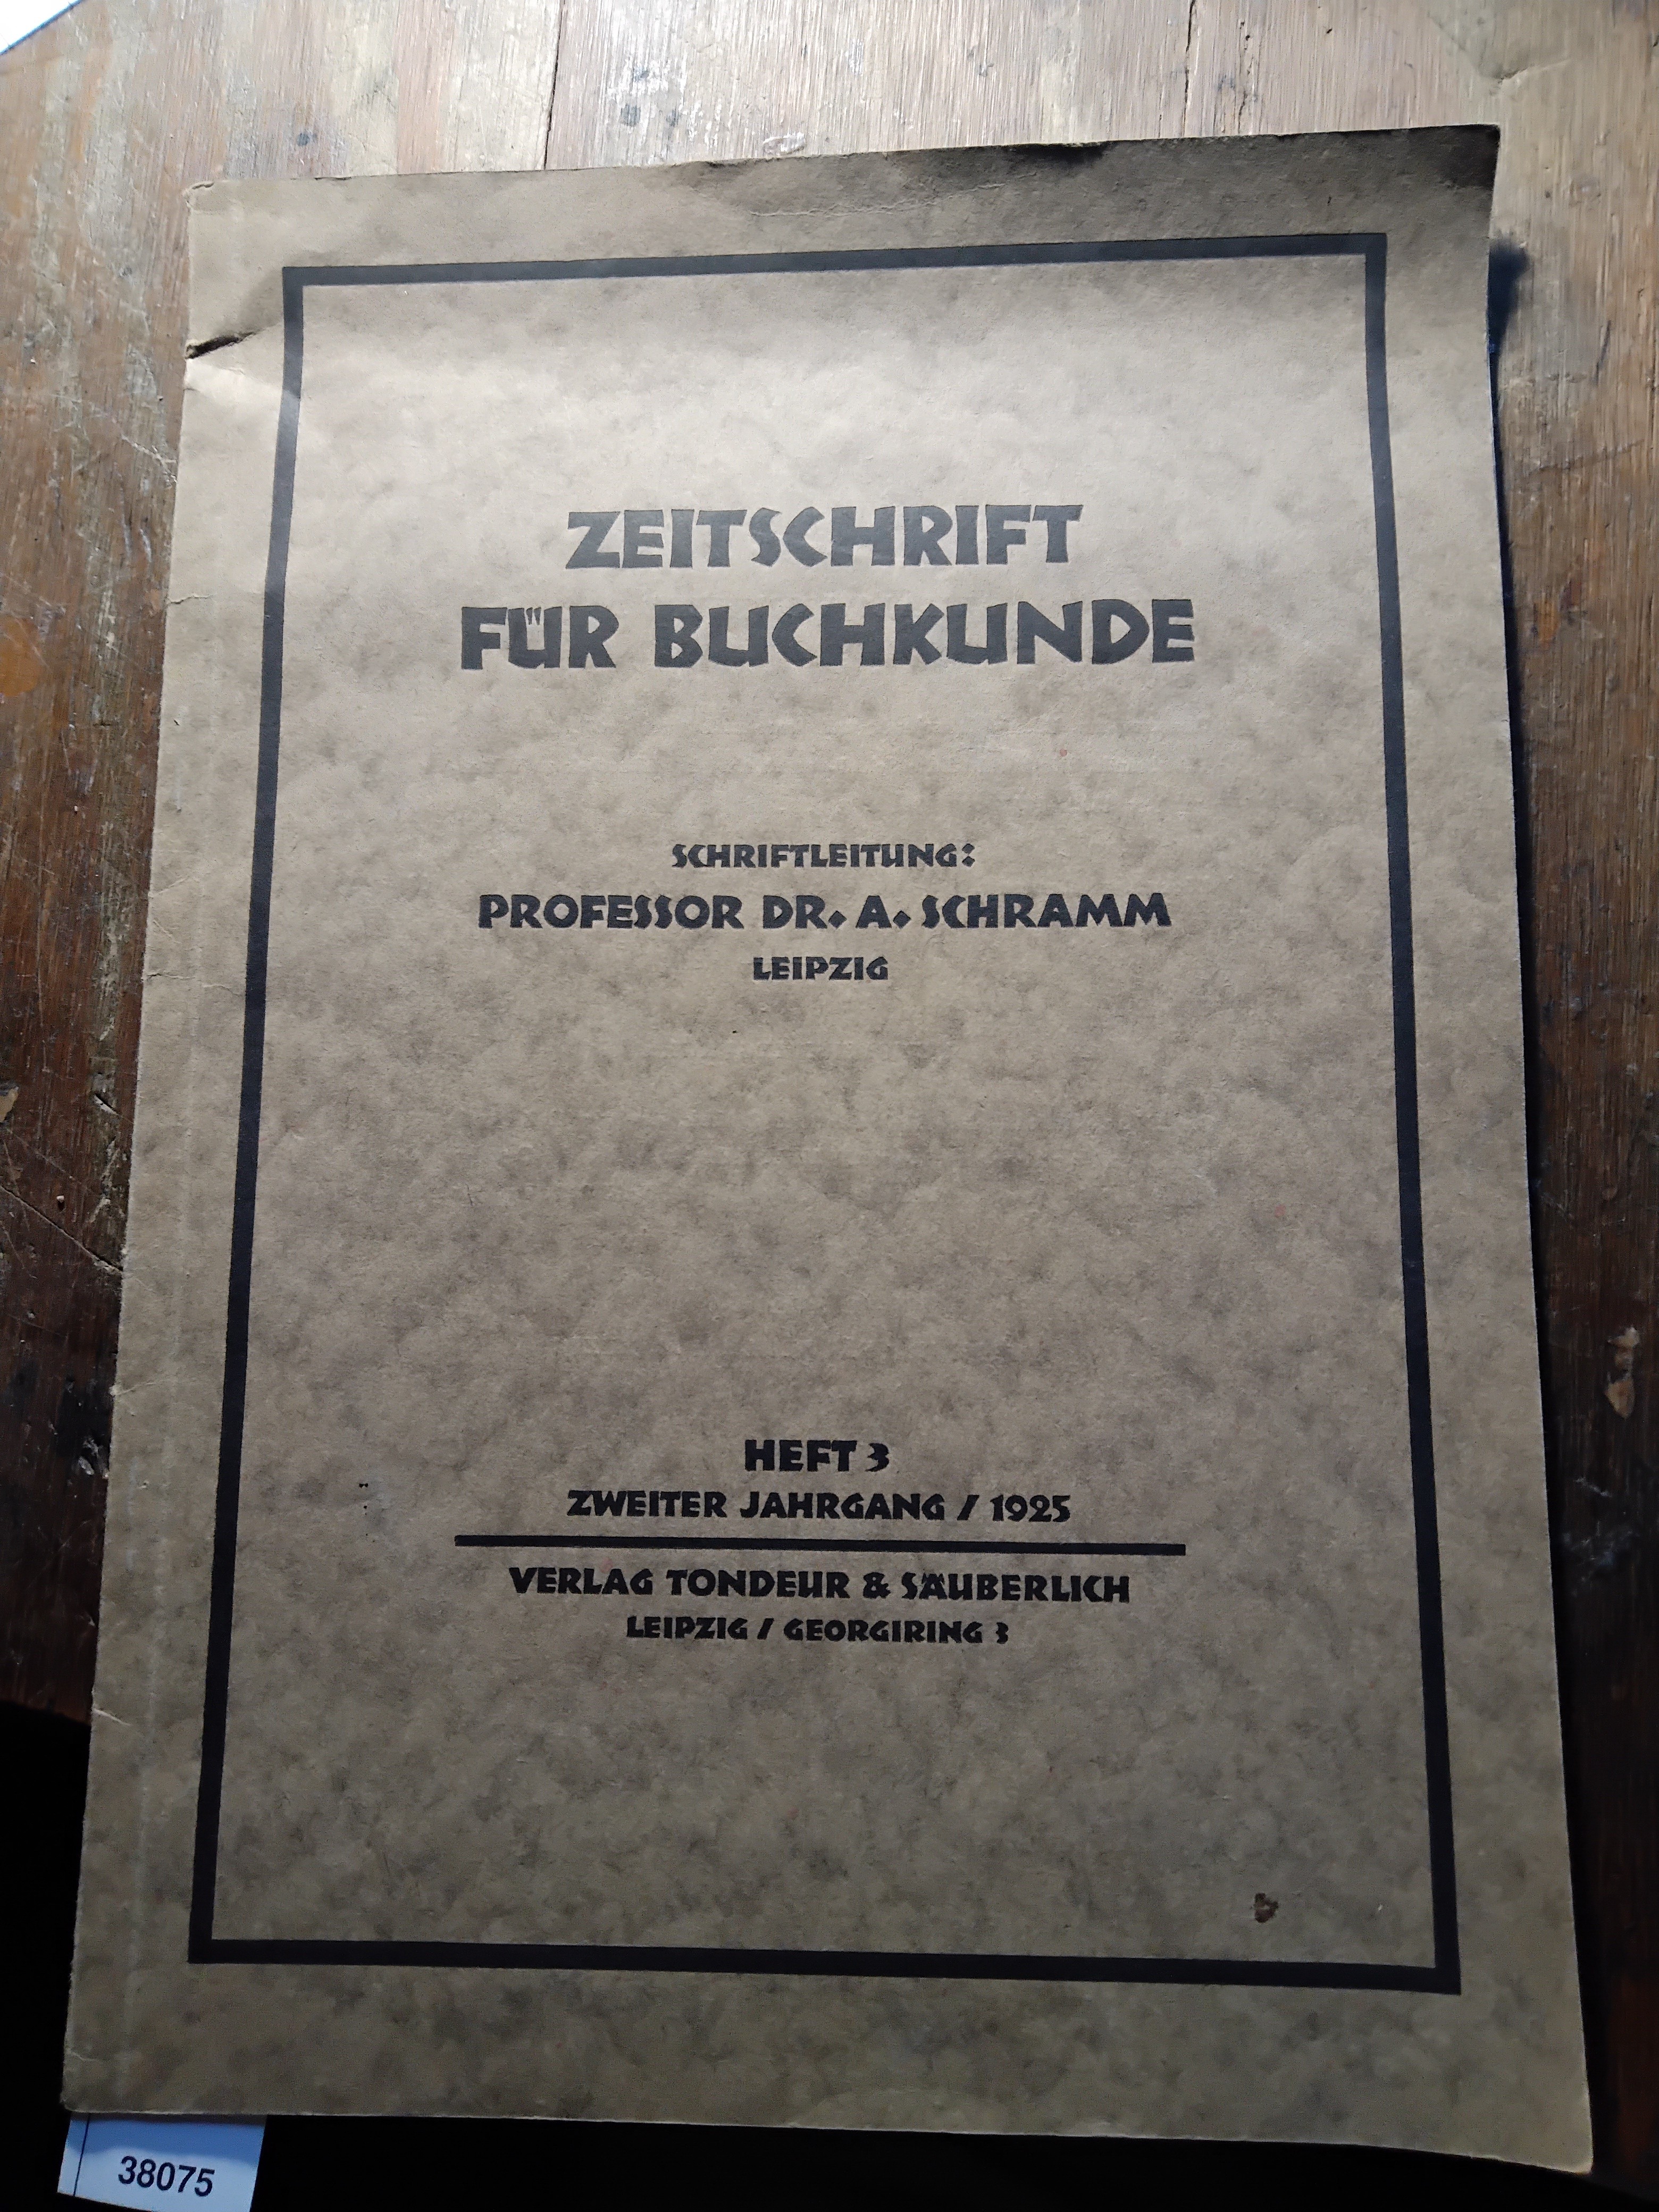 ZEITSCHRIFT
FÜR BUCHKUNDE
SCHRIFTLEITUNG:
PROFESSOR DR. A. SCHRAMM
LEIPZIG
HEFT 3
ZWEITER JAHRGANG / 1925
VERLAG TONDEUR & SÄUBERLICH
LEIPZIG / GEORGIRING 3
38075